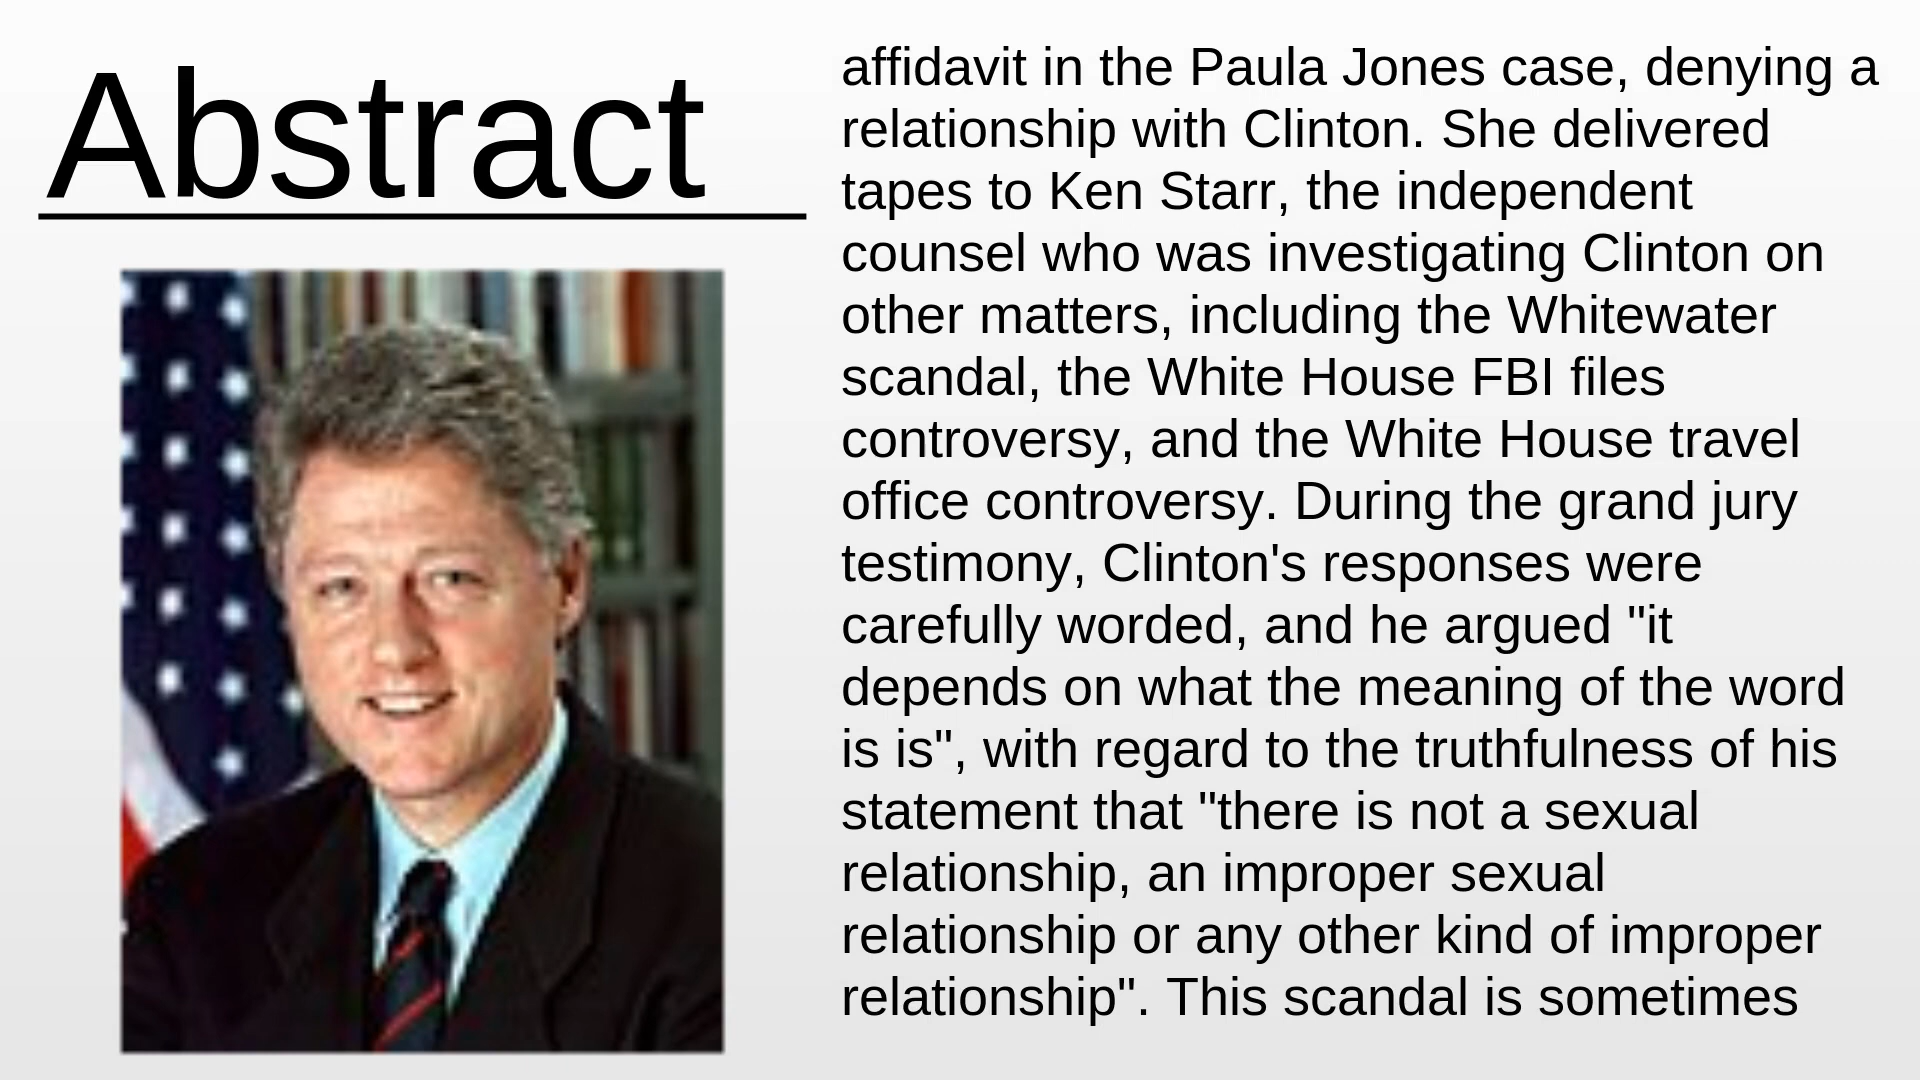 Abstract
affidavit in the Paula Jones case, denying a
relationship with Clinton. She delivered
tapes to Ken Starr, the independent
counsel who was investigating Clinton on
other matters, including the Whitewater
scandal, the White House FBI files
controversy, and the White House travel
office controversy. During the grand jury
testimony, Clinton's responses were
carefully worded, and he argued "it
depends on what the meaning of the word
is is", with regard to the truthfulness of his
statement that "there is not a sexual
relationship, an improper sexual
relationship or any other kind of improper
relationship". This scandal is sometimes